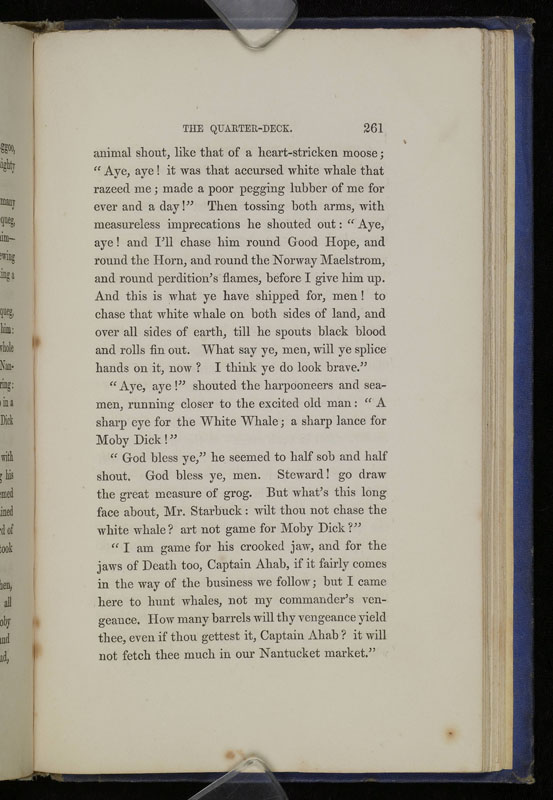 THE QUARTER-DECK. 261
animal shout, like that of a heart-stricken moose;
“Aye, aye! it was that accursed white whale that
razeed me; made a poor pegging lubber of me for
ever and a day!” Then tossing both arms, with
measureless imprecations he shouted out: “Aye,
aye! and I’ll chase him round Good Hope, and
round the Horn, and round the Norway Maelstrom,
and round perdition’s flames, before I give him up.
And this is what ye have shipped for, men! to
chase that white whale on both sides of land, and
over all sides of earth, till he spouts black blood
and rolls fin out. What say ye, men, will ye splice
hands on it, now? I think ye do look brave.”
“Aye, aye!” shouted the harpooneers and sea-
men, running closer to the excited old man: “A
sharp eye for the White Whale; a sharp lance for
Moby Dick!”
“God bless ye,” he seemed to half sob and half
shout. God bless ye, men. Steward! go draw
the great measure of grog. But what’s this long
face about, Mr. Starbuck: wilt thou not chase the
white whale? art not game for Moby Dick?”
“I am game for his crooked jaw, and for the
jaws of Death too, Captain Ahab, if it fairly comes
in the way of the business we follow; but I came
here to hunt whales, not my commander’s ven-
geance. How many barrels will thy vengeance yield
thee, even if thou gettest it, Captain Ahab? it will
not fetch thee much in our Nantucket market.”